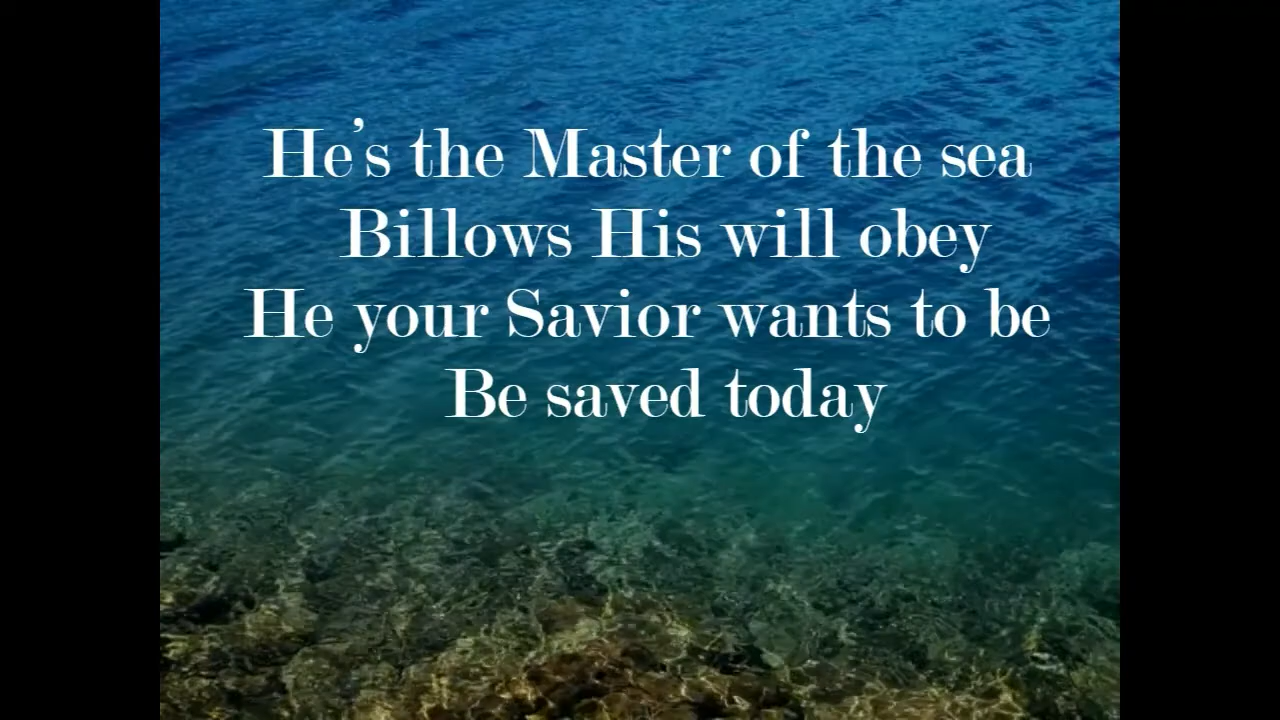 He's the Master of the sea
Billows His will obey
He your Savior wants to be
Be saved today